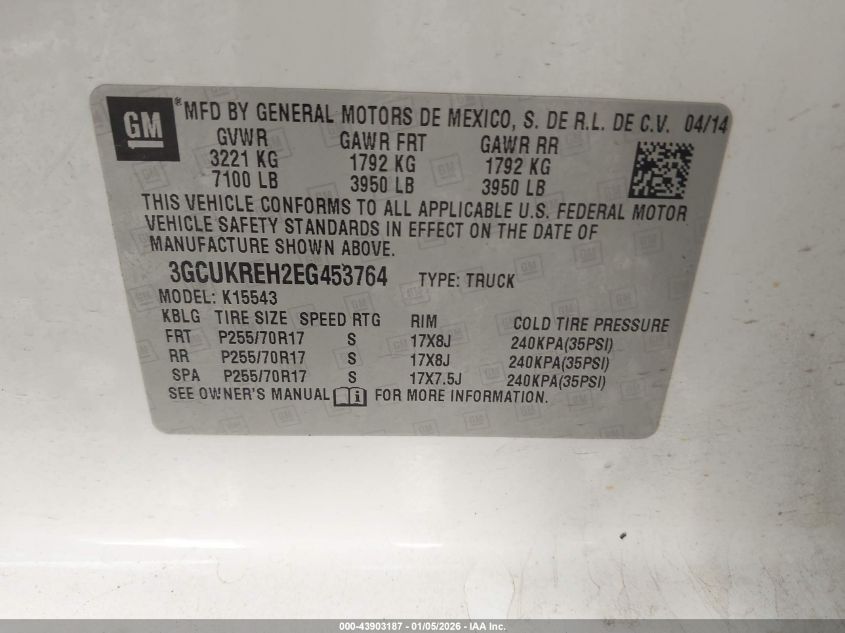 GM ® MFD BY GENERAL MOTORS DE MEXICO, S. DE R.L. DE C.V. 04/14
GVWR GAWR FRT GAWR RR
3221 KG 1792 KG 1792 KG
7100 LB 3950 LB 3950 LB
THIS VEHICLE CONFORMS TO ALL APPLICABLE U.S. FEDERAL MOTOR
VEHICLE SAFETY STANDARDS IN EFFECT ON THE DATE OF
MANUFACTURE SHOWN ABOVE.
3GCUKREH2EG453764 TYPE: TRUCK
MODEL: K15543
KBLG TIRE SIZE SPEED RTG RIM COLD TIRE PRESSURE
FRT P255/70R17 S 17X8J 240KPA(35PSI)
RR P255/70R17 S 17X8J 240KPA(35PSI)
SPA P255/70R17 S 17X7.5J 240KPA(35PSI)
SEE OWNER'S MANUAL i FOR MORE INFORMATION.
000-43903187 - 01/05/2026 - IAA Inc.